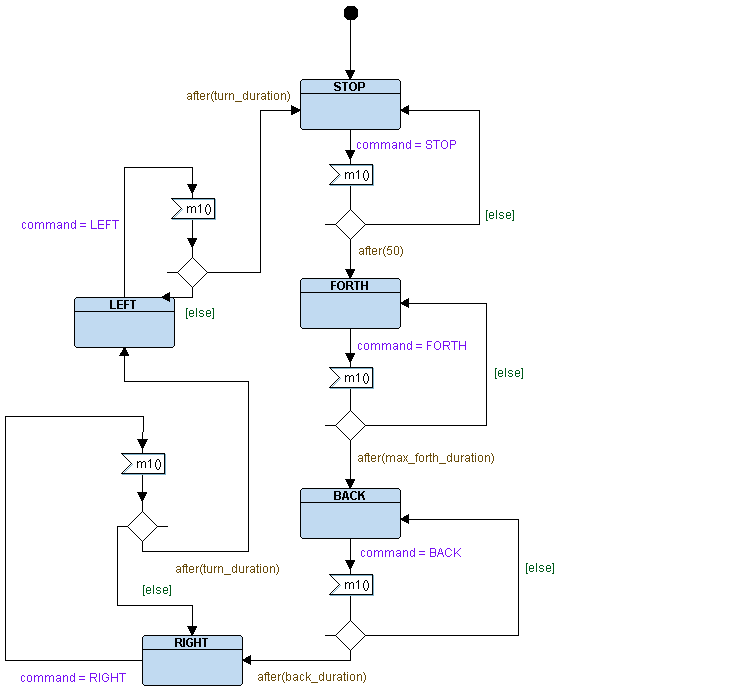 STOP
after(turn_duration)
command = STOP
m1()
m1()
[else]
command = LEFT
after(50)
FORTH
LEFT
[else]
command = FORTH
[else]
m1()
after(max_forth_duration)
m1()
BACK
command = BACK
[else]
after(turn_duration)
m1()
[else]
RIGHT
command = RIGHT
after(back_duration)